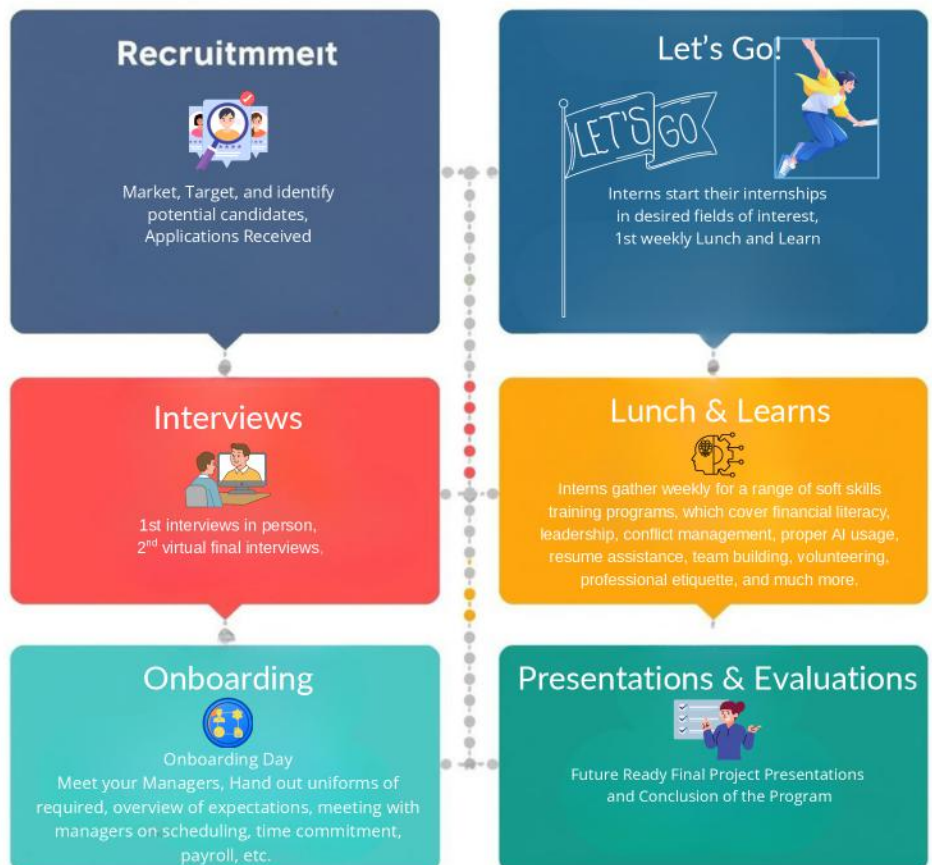 Recruitmmeıt
Market, Target, and identify
potential candidates,
Applications Received
Interviews
1st interviews in person,
2nd virtual final interviews.
Onboarding
Onboarding Day
Meet your Managers, Hand out uniforms of
required, overview of expectations, meeting with
managers on scheduling, time commitment,
payroll, etc.
Let's Go!
LET'S GO
Interns start their internships
in desired fields of interest,
1st weekly Lunch and Learn
Lunch & Learns
Interns gather weekly for a range of soft skills
training programs, which cover financial literacy,
leadership, conflict management, proper AI usage,
resume assistance, team building, volunteering,
professional etiquette, and much more.
Presentations & Evaluations
Future Ready Final Project Presentations
and Conclusion of the Program